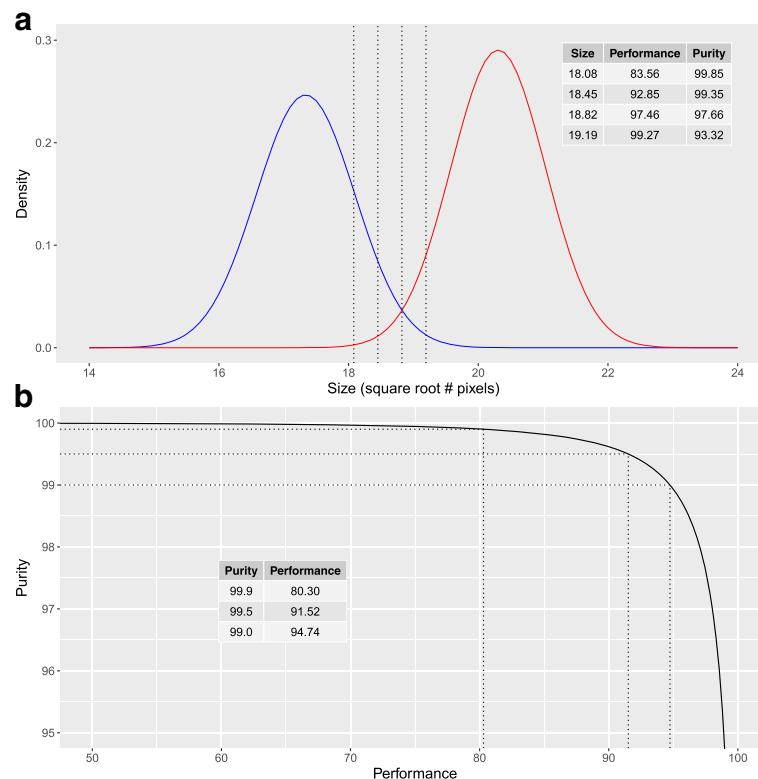 a
0.3
0.2
0.1
0.0
Density
Size Performance Purity
18.08 83.56 99.85
18.45 92.85 99.35
18.82 97.46 97.66
19.19 99.27 93.32
14 16 18 20 22 24
Size (square root # pixels)
b
100
99
98
97
96
95
Purity
Purity Performance
99.9 80.30
99.5 91.52
99.0 94.74
50 60 70 80 90 100
Performance